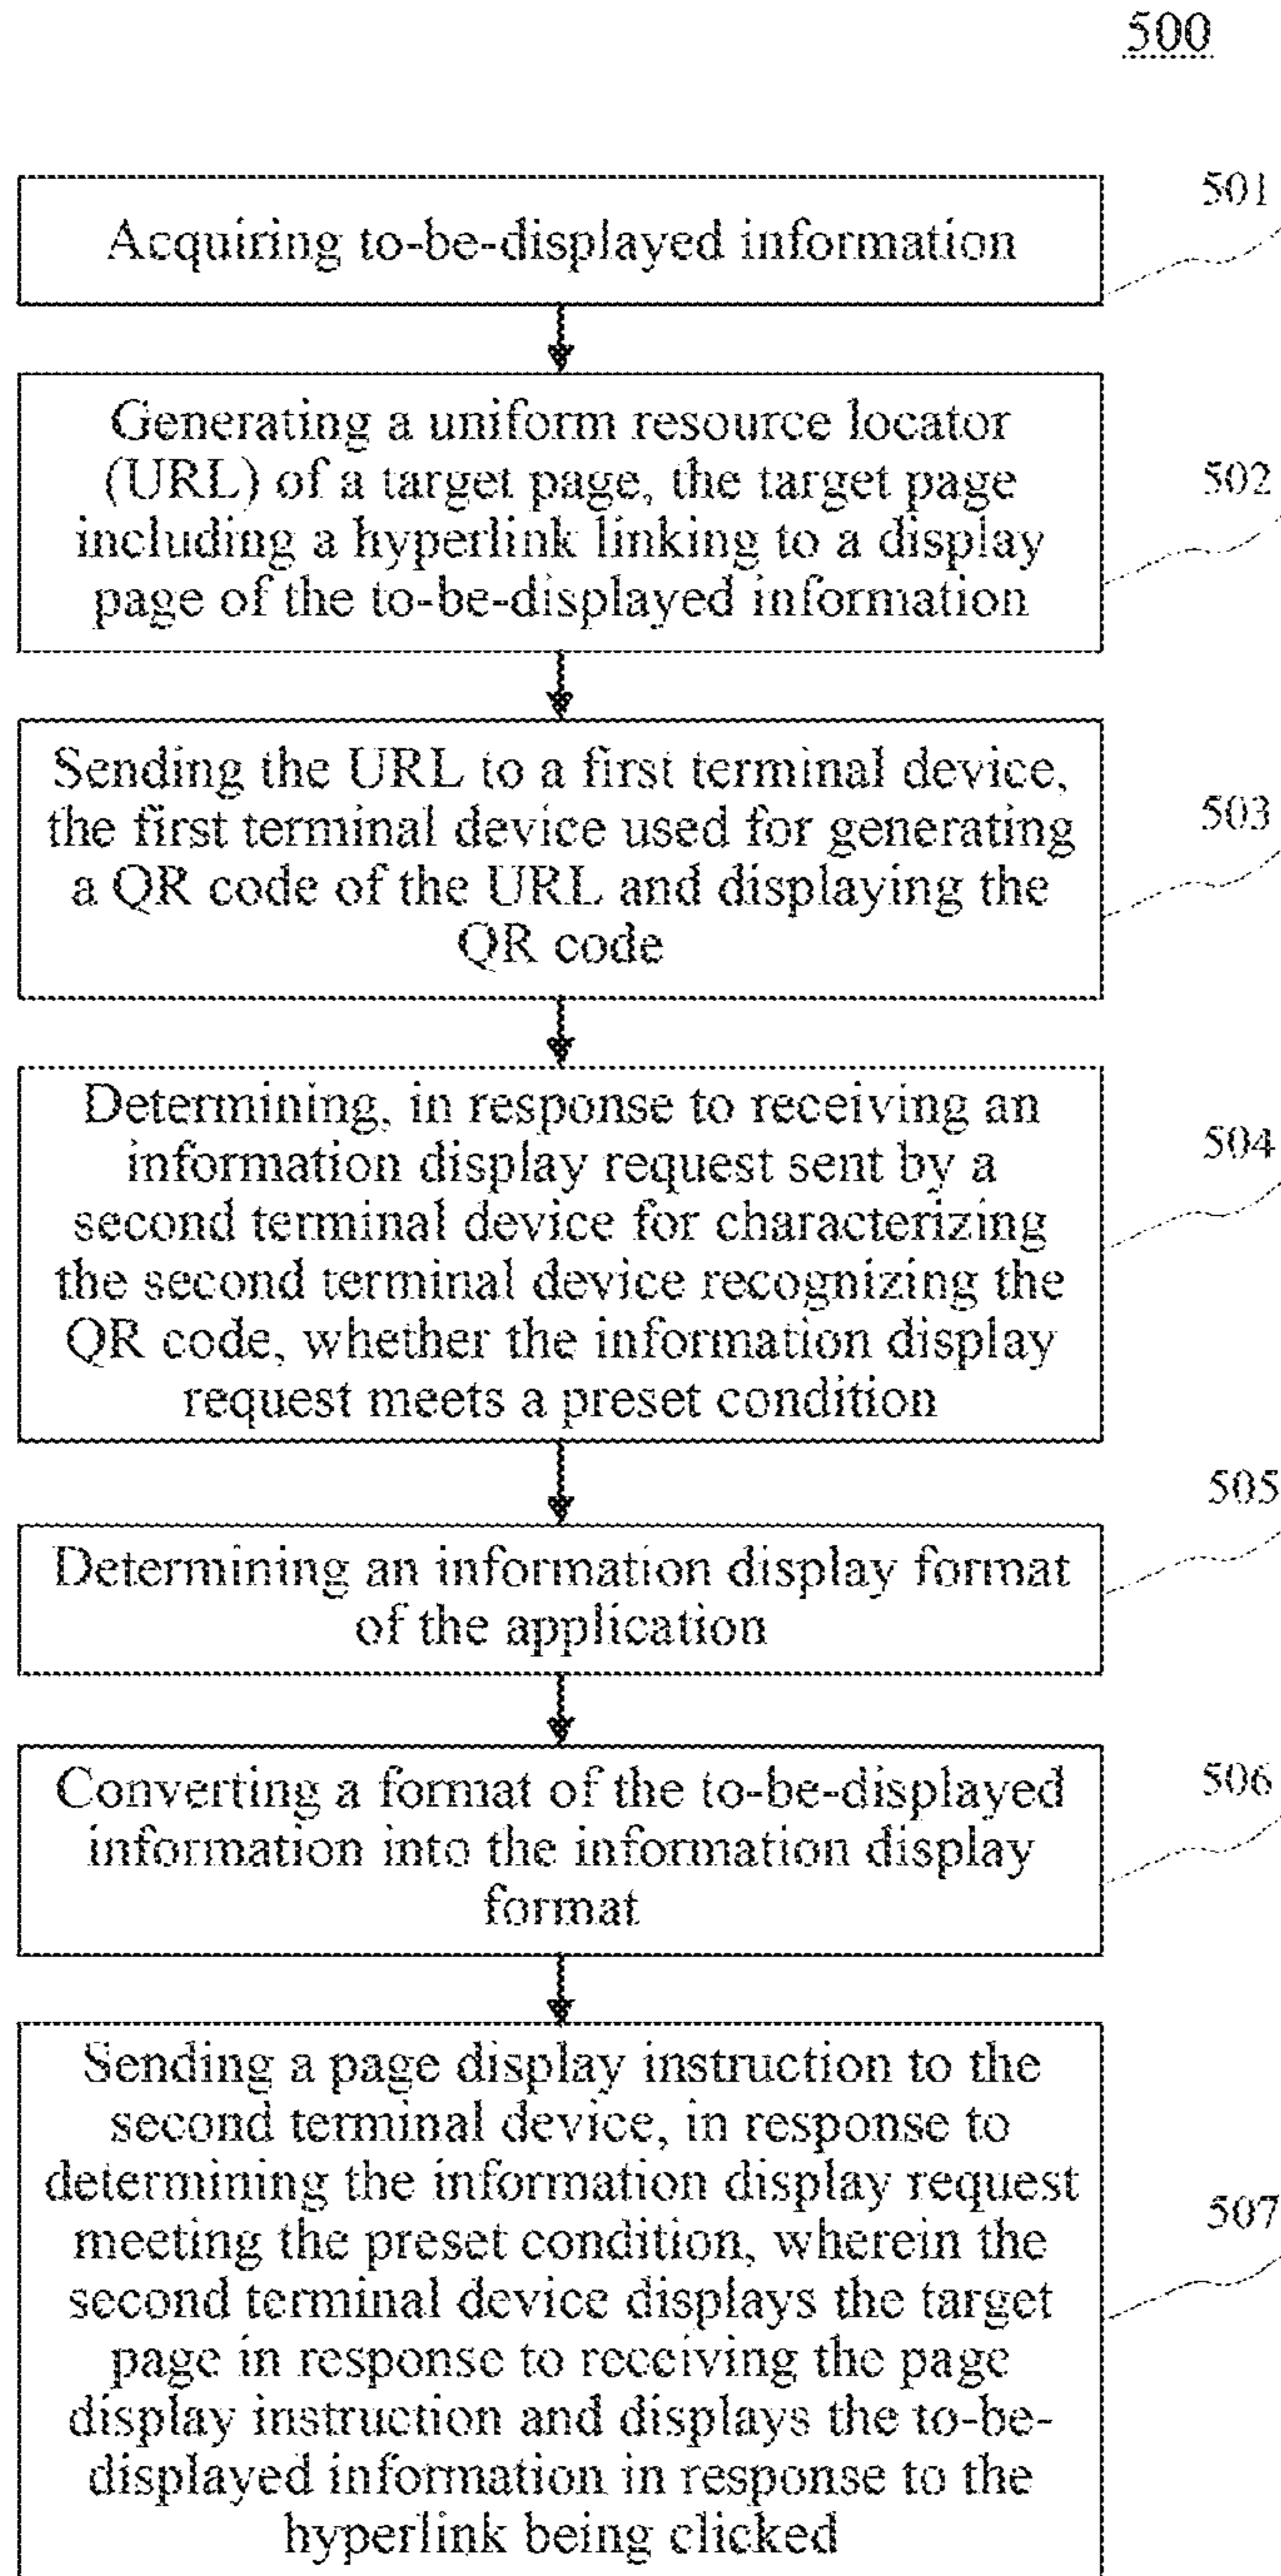 500
501
Acquiring to-be-displayed information
Generating a uniform resource locator
(URL) of a target page, the target page
including a hyperlink linking to a display
page of the to-be-displayed information
502
Sending the URL to a first terminal device,
the first terminal device used for generating
a QR code of the URL and displaying the
QR code
503
Determining, in response to receiving an
information display request sent by a
second terminal device for characterizing
the second terminal device recognizing the
QR code, whether the information display
request meets a preset condition
504
505
Determining an information display format
of the application
Converting a format of the to-be-displayed
information into the information display
format
506
Sending a page display instruction to the
second terminal device, in response to
determining the information display request
meeting the preset condition, wherein the
second terminal device displays the target
page in response to receiving the page
display instruction and displays the to-be-
displayed information in response to the
hyperlink being clicked
507